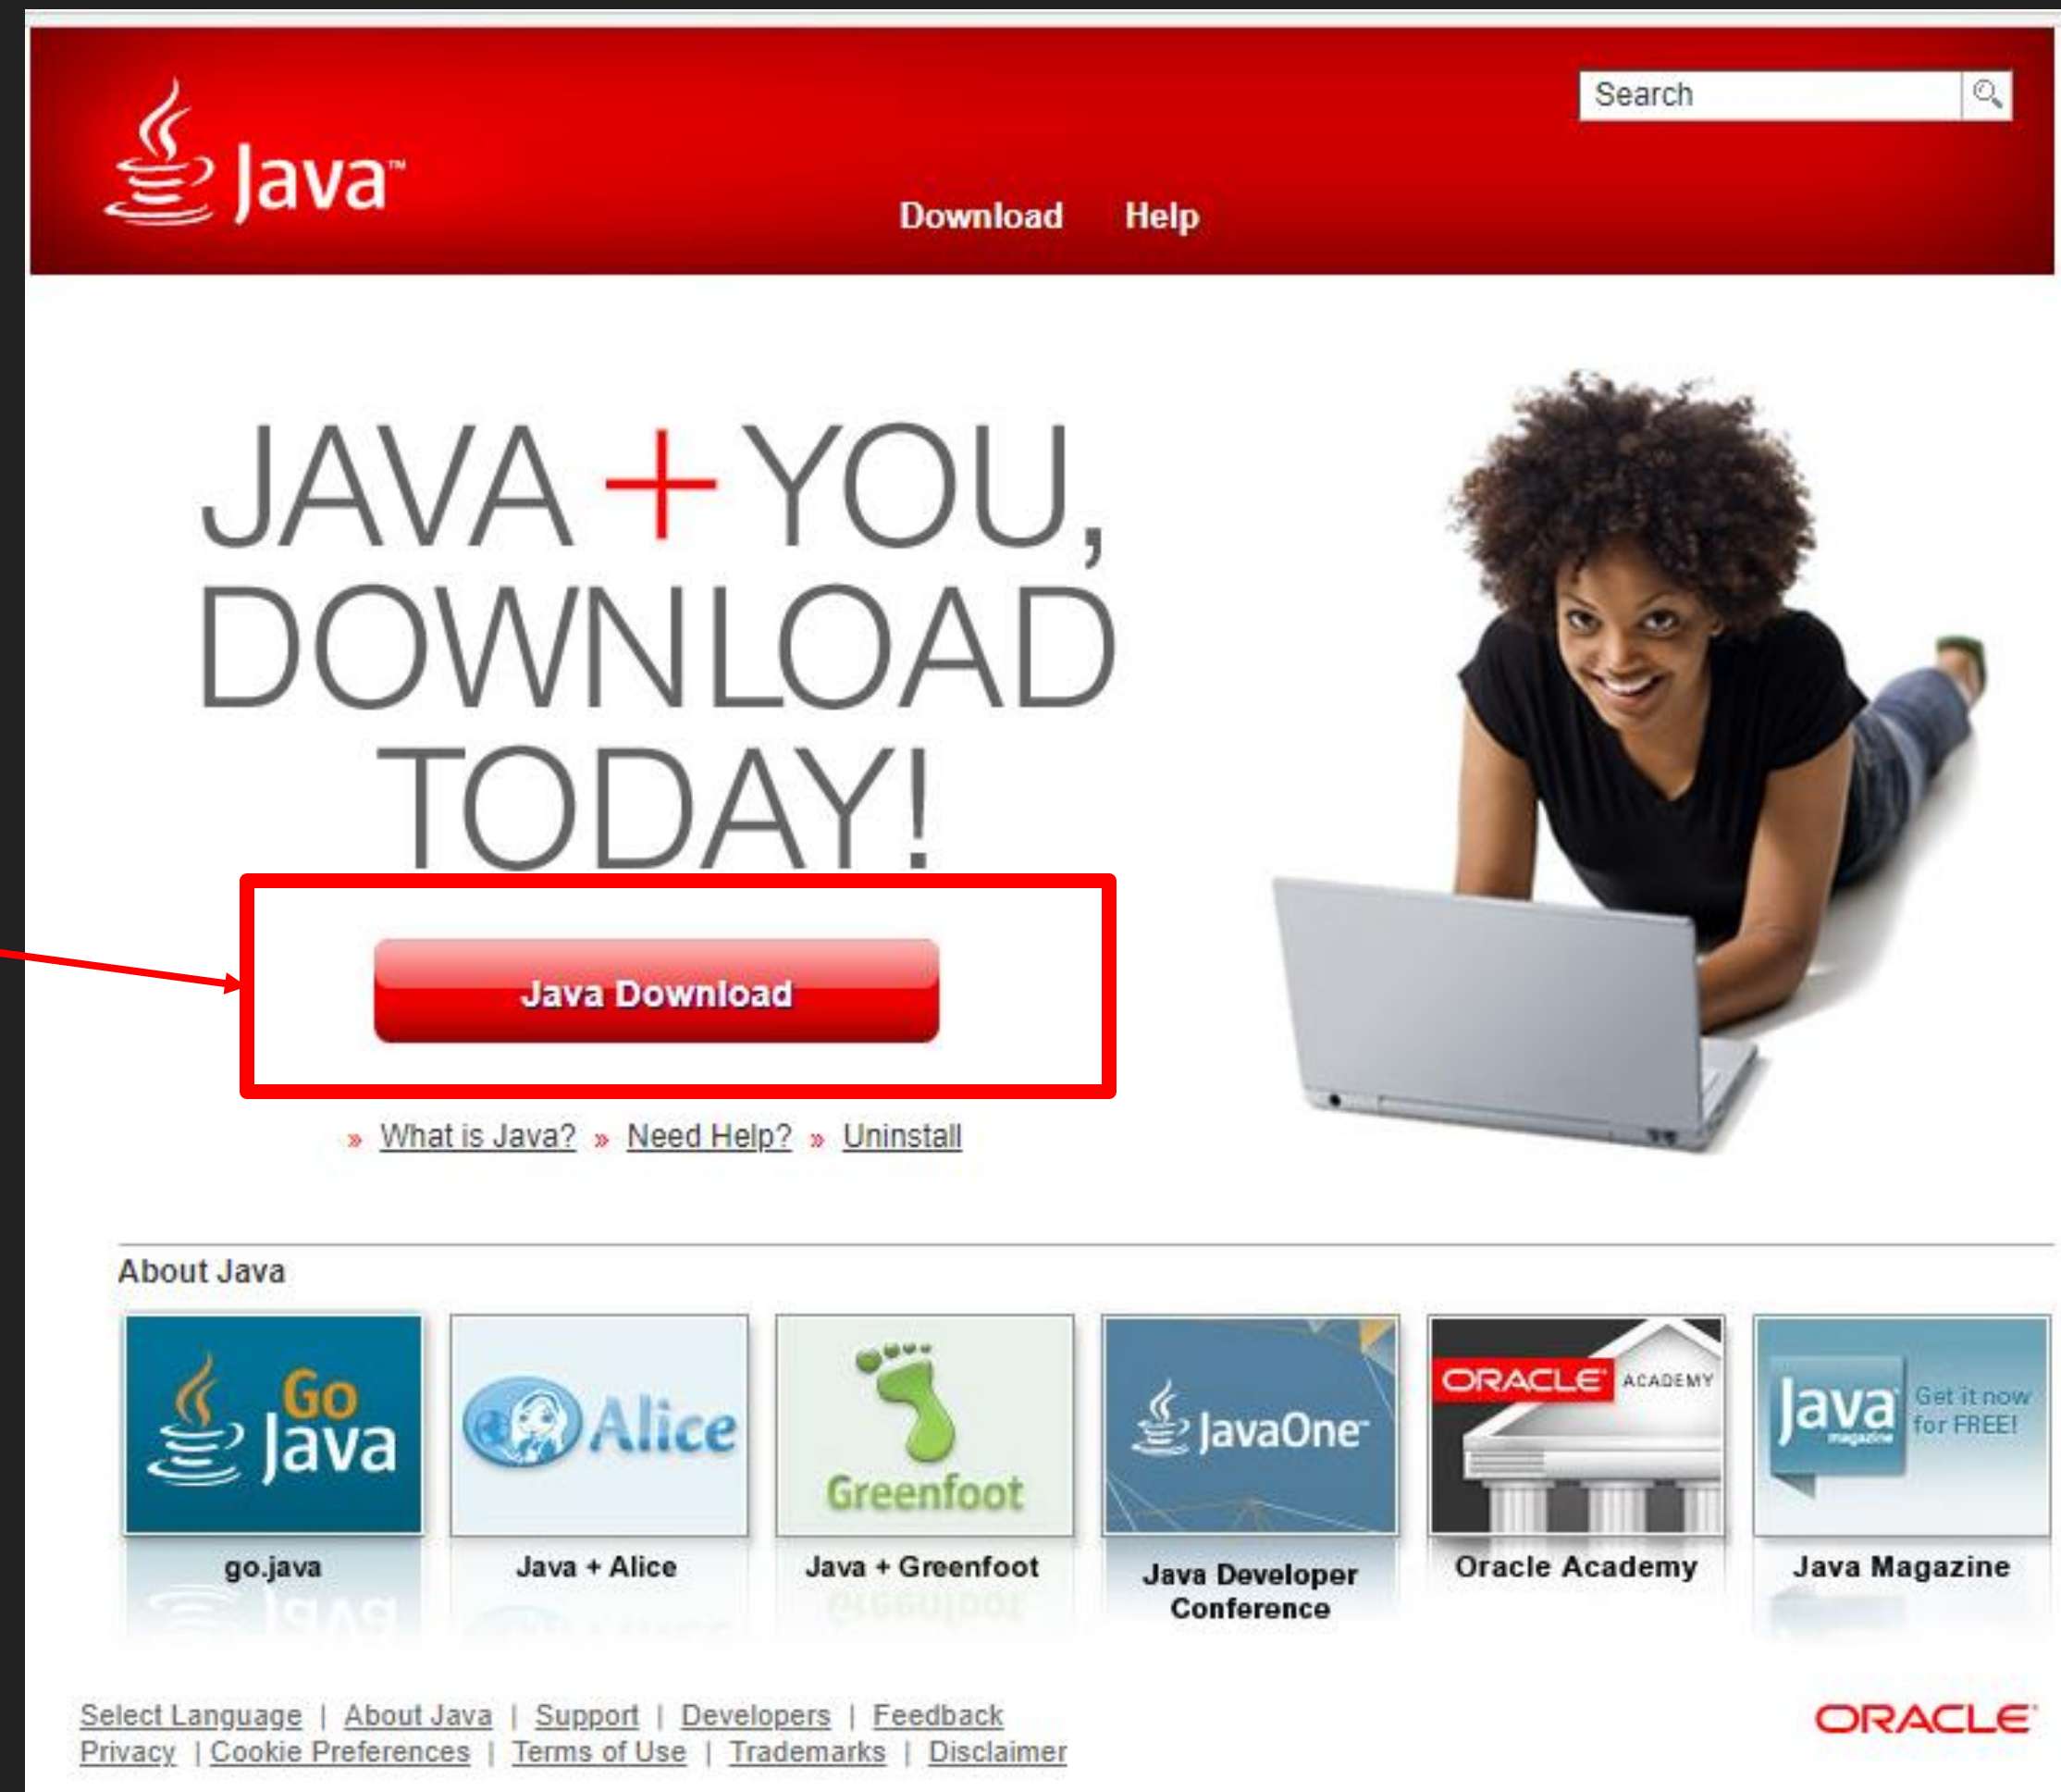 Search
Java™
Download Help
JAVA + YOU,
DOWNLOAD
TODAY!
Java Download
» What is Java? » Need Help? » Uninstall
About Java
Go
Java
Alice
Greenfoot
JavaOne™
ORACLE® ACADEMY
Java
magazine
Get it now
for FREE!
go.java
Java + Alice
Java + Greenfoot
Java Developer
Conference
Oracle Academy
Java Magazine
Select Language | About Java | Support | Developers | Feedback
Privacy | Cookie Preferences | Terms of Use | Trademarks | Disclaimer
ORACLE®